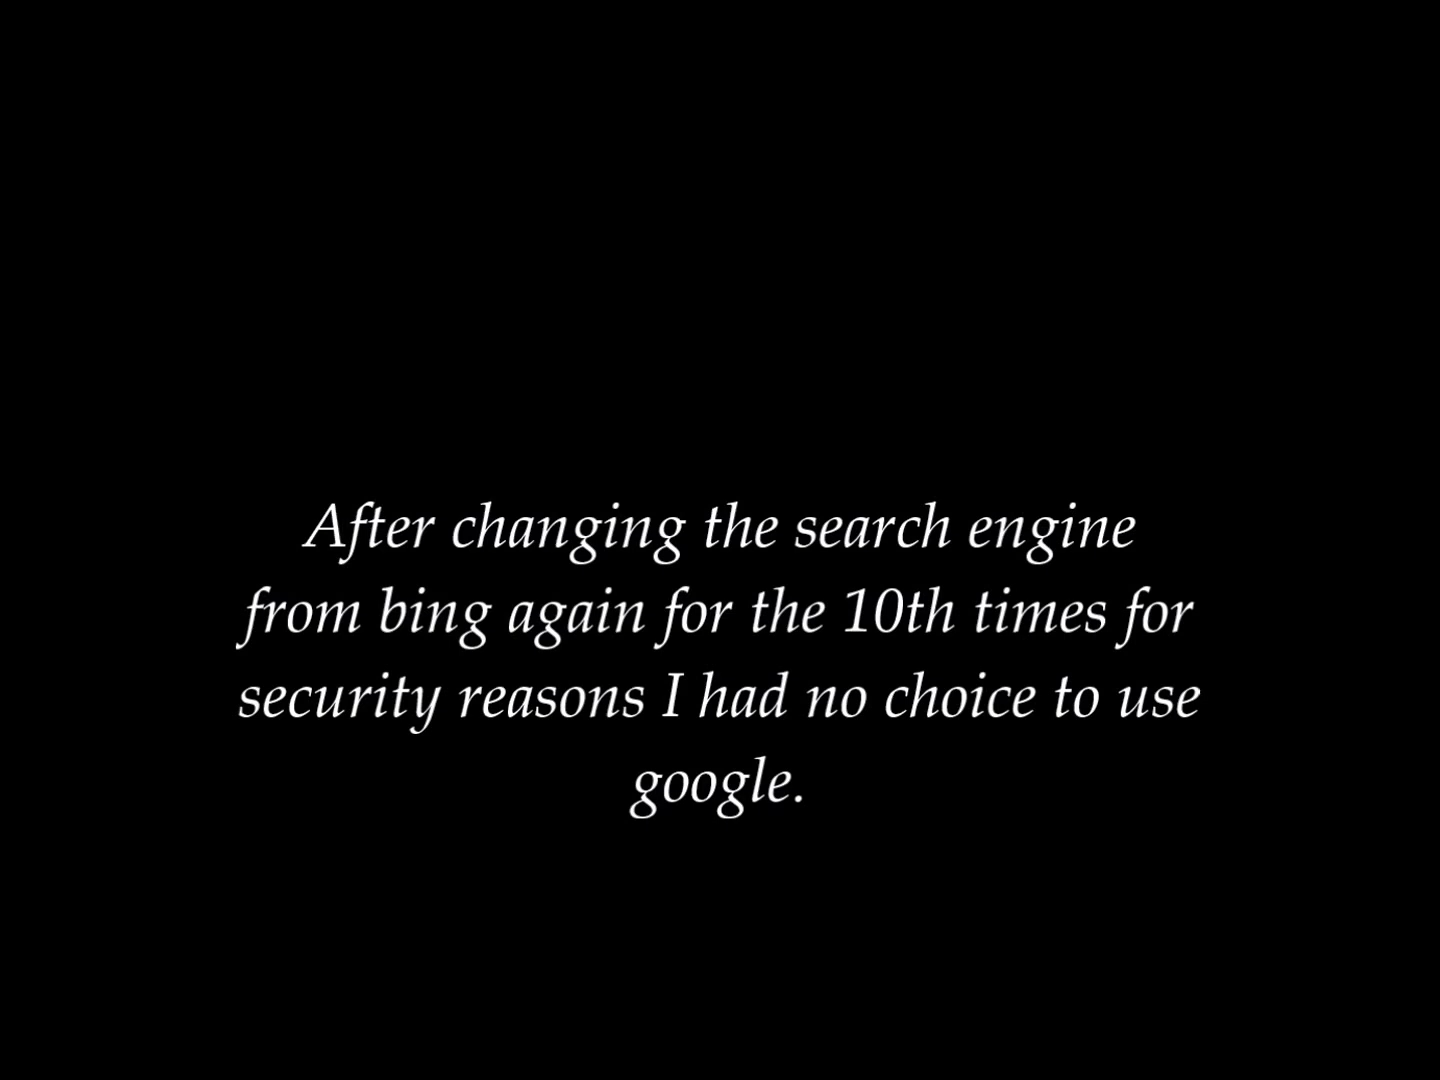 After changing the search engine
from bing again for the 10th times for
security reasons I had no choice to use
google.